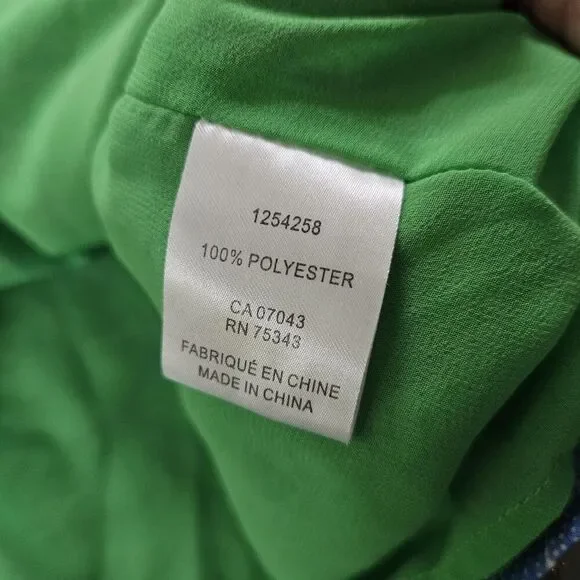 1254258
100% POLYESTER
CA 07043
RN 75343
FABRIQUÉ EN CHINE
MADE IN CHINA